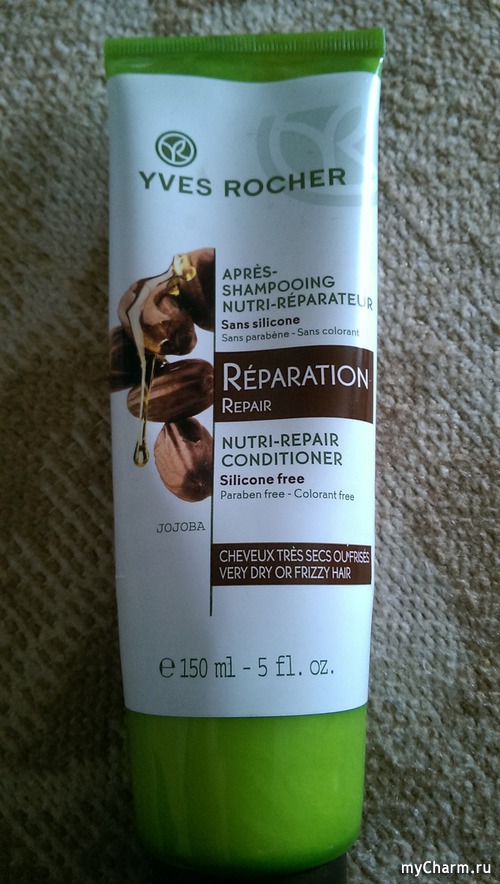 YVES ROCHER
APRÈS-
SHAMPOOING
NUTRI-RÉPARATEUR
Sans silicone
Sans parabène - Sans colorant
RÉPARATION
REPAIR
NUTRI-REPAIR
CONDITIONER
Silicone free
Paraben free - Colorant free
JOJOBA
CHEVEUX TRÈS SECS OU FRISÉS
VERY DRY OR FRIZZY HAIR
e 150 ml - 5 fl. oz.
myCharm.ru